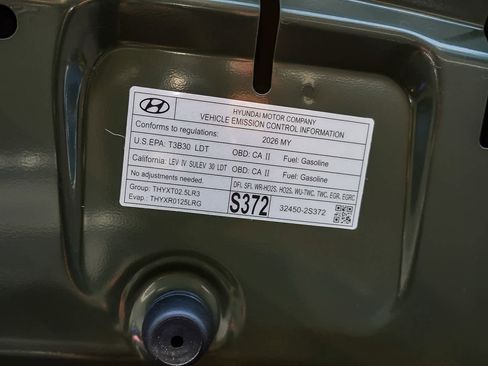 HYUNDAI MOTOR COMPANY
VEHICLE EMISSION CONTROL INFORMATION
Conforms to regulations: 2026 MY
U.S.EPA: T3B30 LDT OBD: CA II Fuel: Gasoline
California: LEV IV SULEV 30 LDT OBD: CA II Fuel: Gasoline
No adjustments needed. DFI, SFI, WR-HO2S, HO2S, WU-TWC, TWC, EGR, EGRC
Group: THYXT02.5LR3
Evap: THYXR0125LRG
S372 32450-2S372